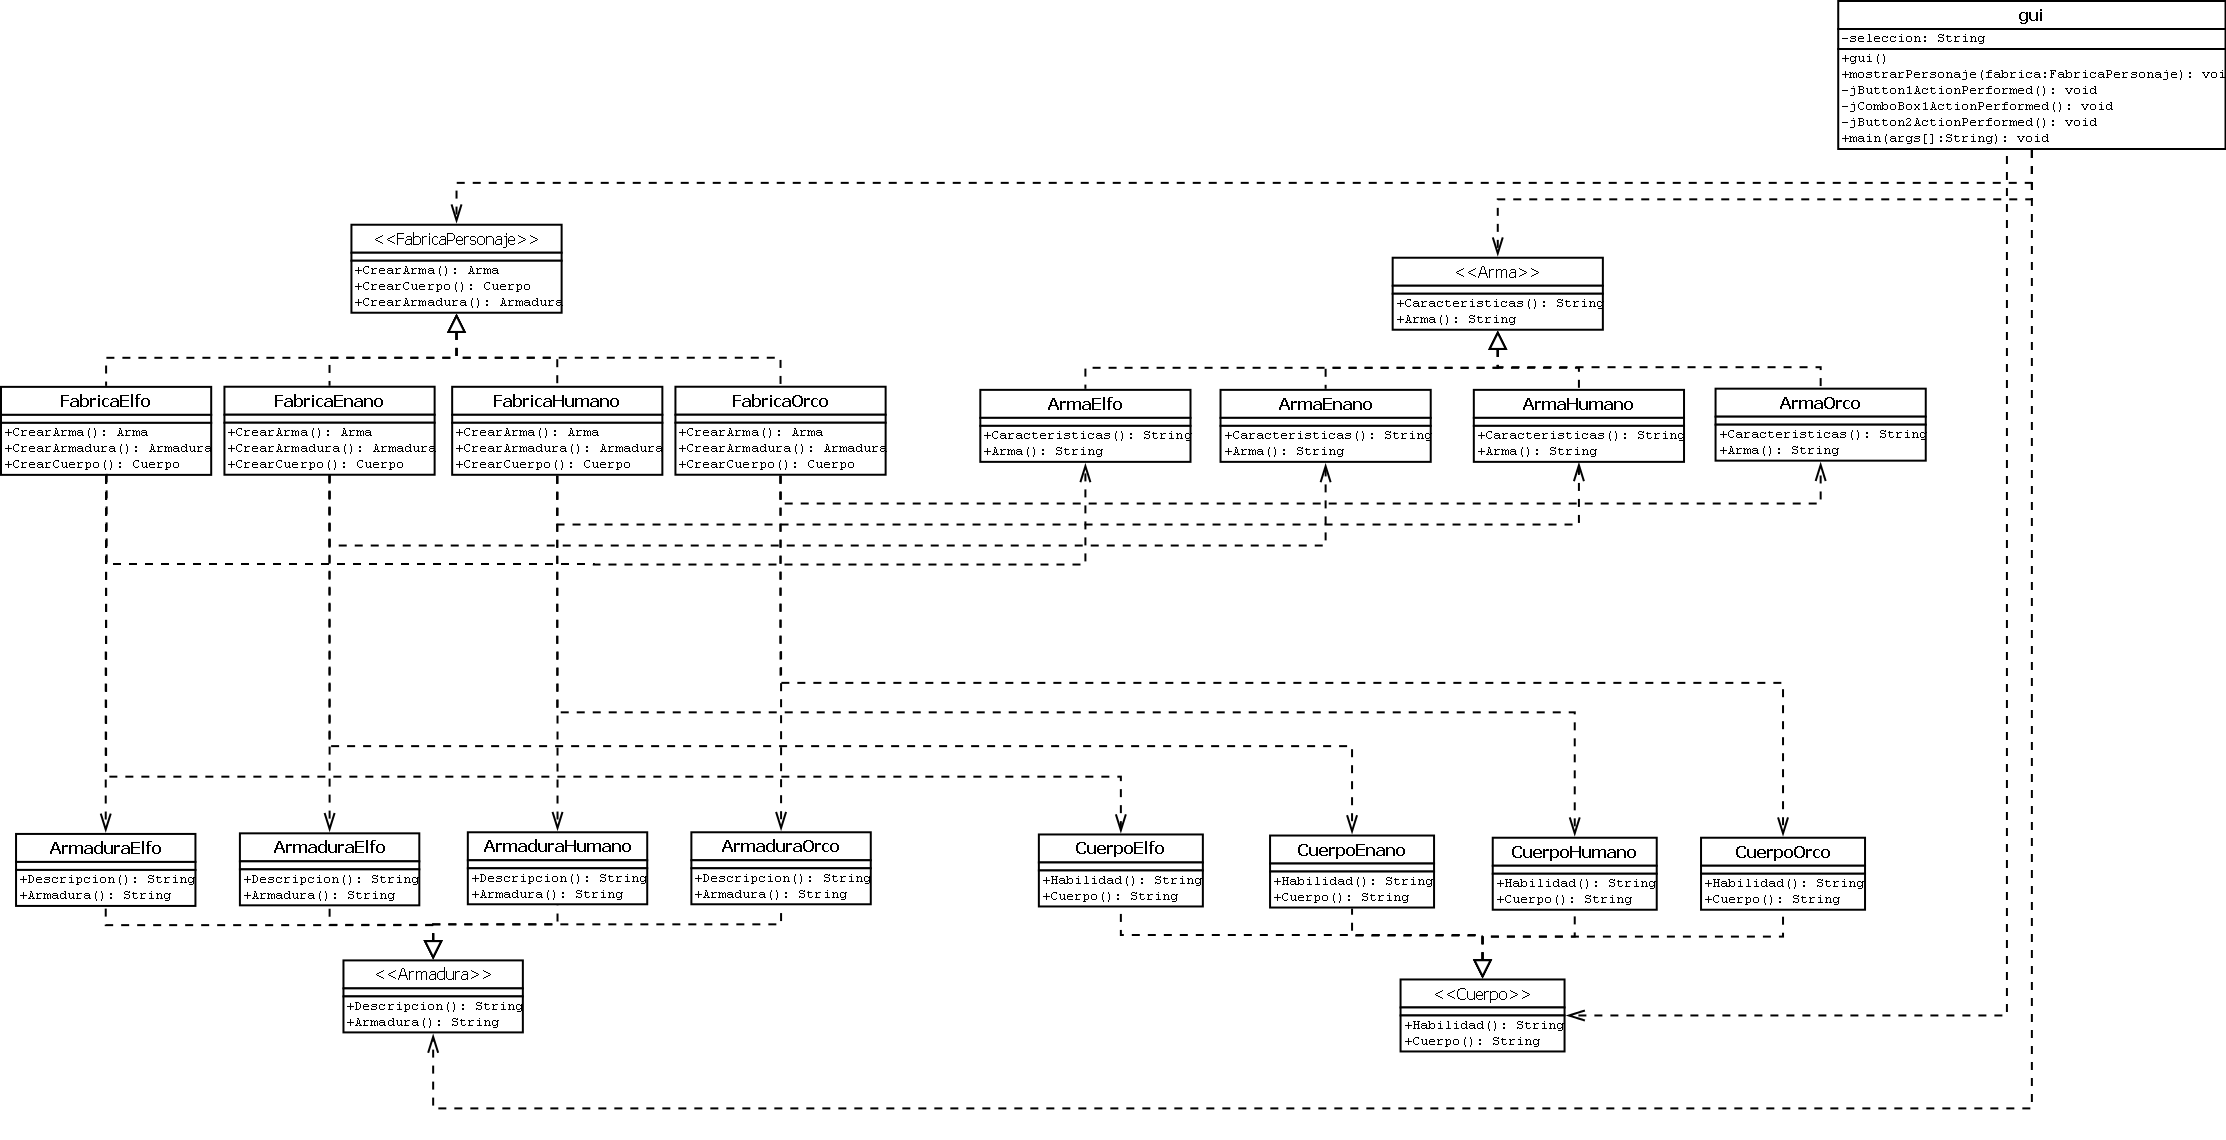 gui
-seleccion: String
+gui()
+mostrarPersonaje(fabrica:FabricaPersonaje): voi
-jButton1ActionPerformed(): void
-jComboBox1ActionPerformed(): void
-jButton2ActionPerformed(): void
+main(args[]:String): void
<<FabricaPersonaje>>
+CrearArma(): Arma
+CrearCuerpo(): Cuerpo
+CrearArmadura(): Armadura
<<Arma>>
+Caracteristicas(): String
+Arma(): String
FabricaElfo
+CrearArma(): Arma
+CrearArmadura(): Armadura
+CrearCuerpo(): Cuerpo
FabricaEnano
+CrearArma(): Arma
+CrearArmadura(): Armadura
+CrearCuerpo(): Cuerpo
FabricaHumano
+CrearArma(): Arma
+CrearArmadura(): Armadura
+CrearCuerpo(): Cuerpo
FabricaOrco
+CrearArma(): Arma
+CrearArmadura(): Armadura
+CrearCuerpo(): Cuerpo
ArmaElfo
+Caracteristicas(): String
+Arma(): String
ArmaEnano
+Caracteristicas(): String
+Arma(): String
ArmaHumano
+Caracteristicas(): String
+Arma(): String
ArmaOrco
+Caracteristicas(): String
+Arma(): String
ArmaduraElfo
+Descripcion(): String
+Armadura(): String
ArmaduraElfo
+Descripcion(): String
+Armadura(): String
ArmaduraHumano
+Descripcion(): String
+Armadura(): String
ArmaduraOrco
+Descripcion(): String
+Armadura(): String
CuerpoElfo
+Habilidad(): String
+Cuerpo(): String
CuerpoEnano
+Habilidad(): String
+Cuerpo(): String
CuerpoHumano
+Habilidad(): String
+Cuerpo(): String
CuerpoOrco
+Habilidad(): String
+Cuerpo(): String
<<Armadura>>
+Descripcion(): String
+Armadura(): String
<<Cuerpo>>
+Habilidad(): String
+Cuerpo(): String